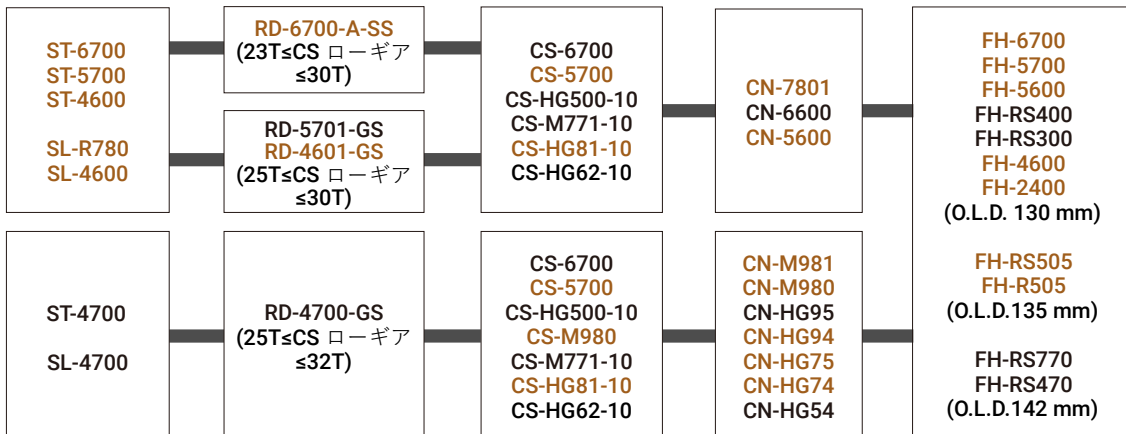 ST-6700
ST-5700
ST-4600
SL-R780
SL-4600
RD-6700-A-SS
(23T≤CS ローギア
≤30T)
RD-5701-GS
RD-4601-GS
(25T≤CS ローギア
≤30T)
CS-6700
CS-5700
CS-HG500-10
CS-M771-10
CS-HG81-10
CS-HG62-10
CN-7801
CN-6600
CN-5600
FH-6700
FH-5700
FH-5600
FH-RS400
FH-RS300
FH-4600
FH-2400
(O.L.D. 130 mm)
FH-RS505
FH-R505
(O.L.D.135 mm)
FH-RS770
FH-RS470
(O.L.D.142 mm)
ST-4700
SL-4700
RD-4700-GS
(25T≤CS ローギア
≤32T)
CS-6700
CS-5700
CS-HG500-10
CS-M980
CS-M771-10
CS-HG81-10
CS-HG62-10
CN-M981
CN-M980
CN-HG95
CN-HG94
CN-HG75
CN-HG74
CN-HG54